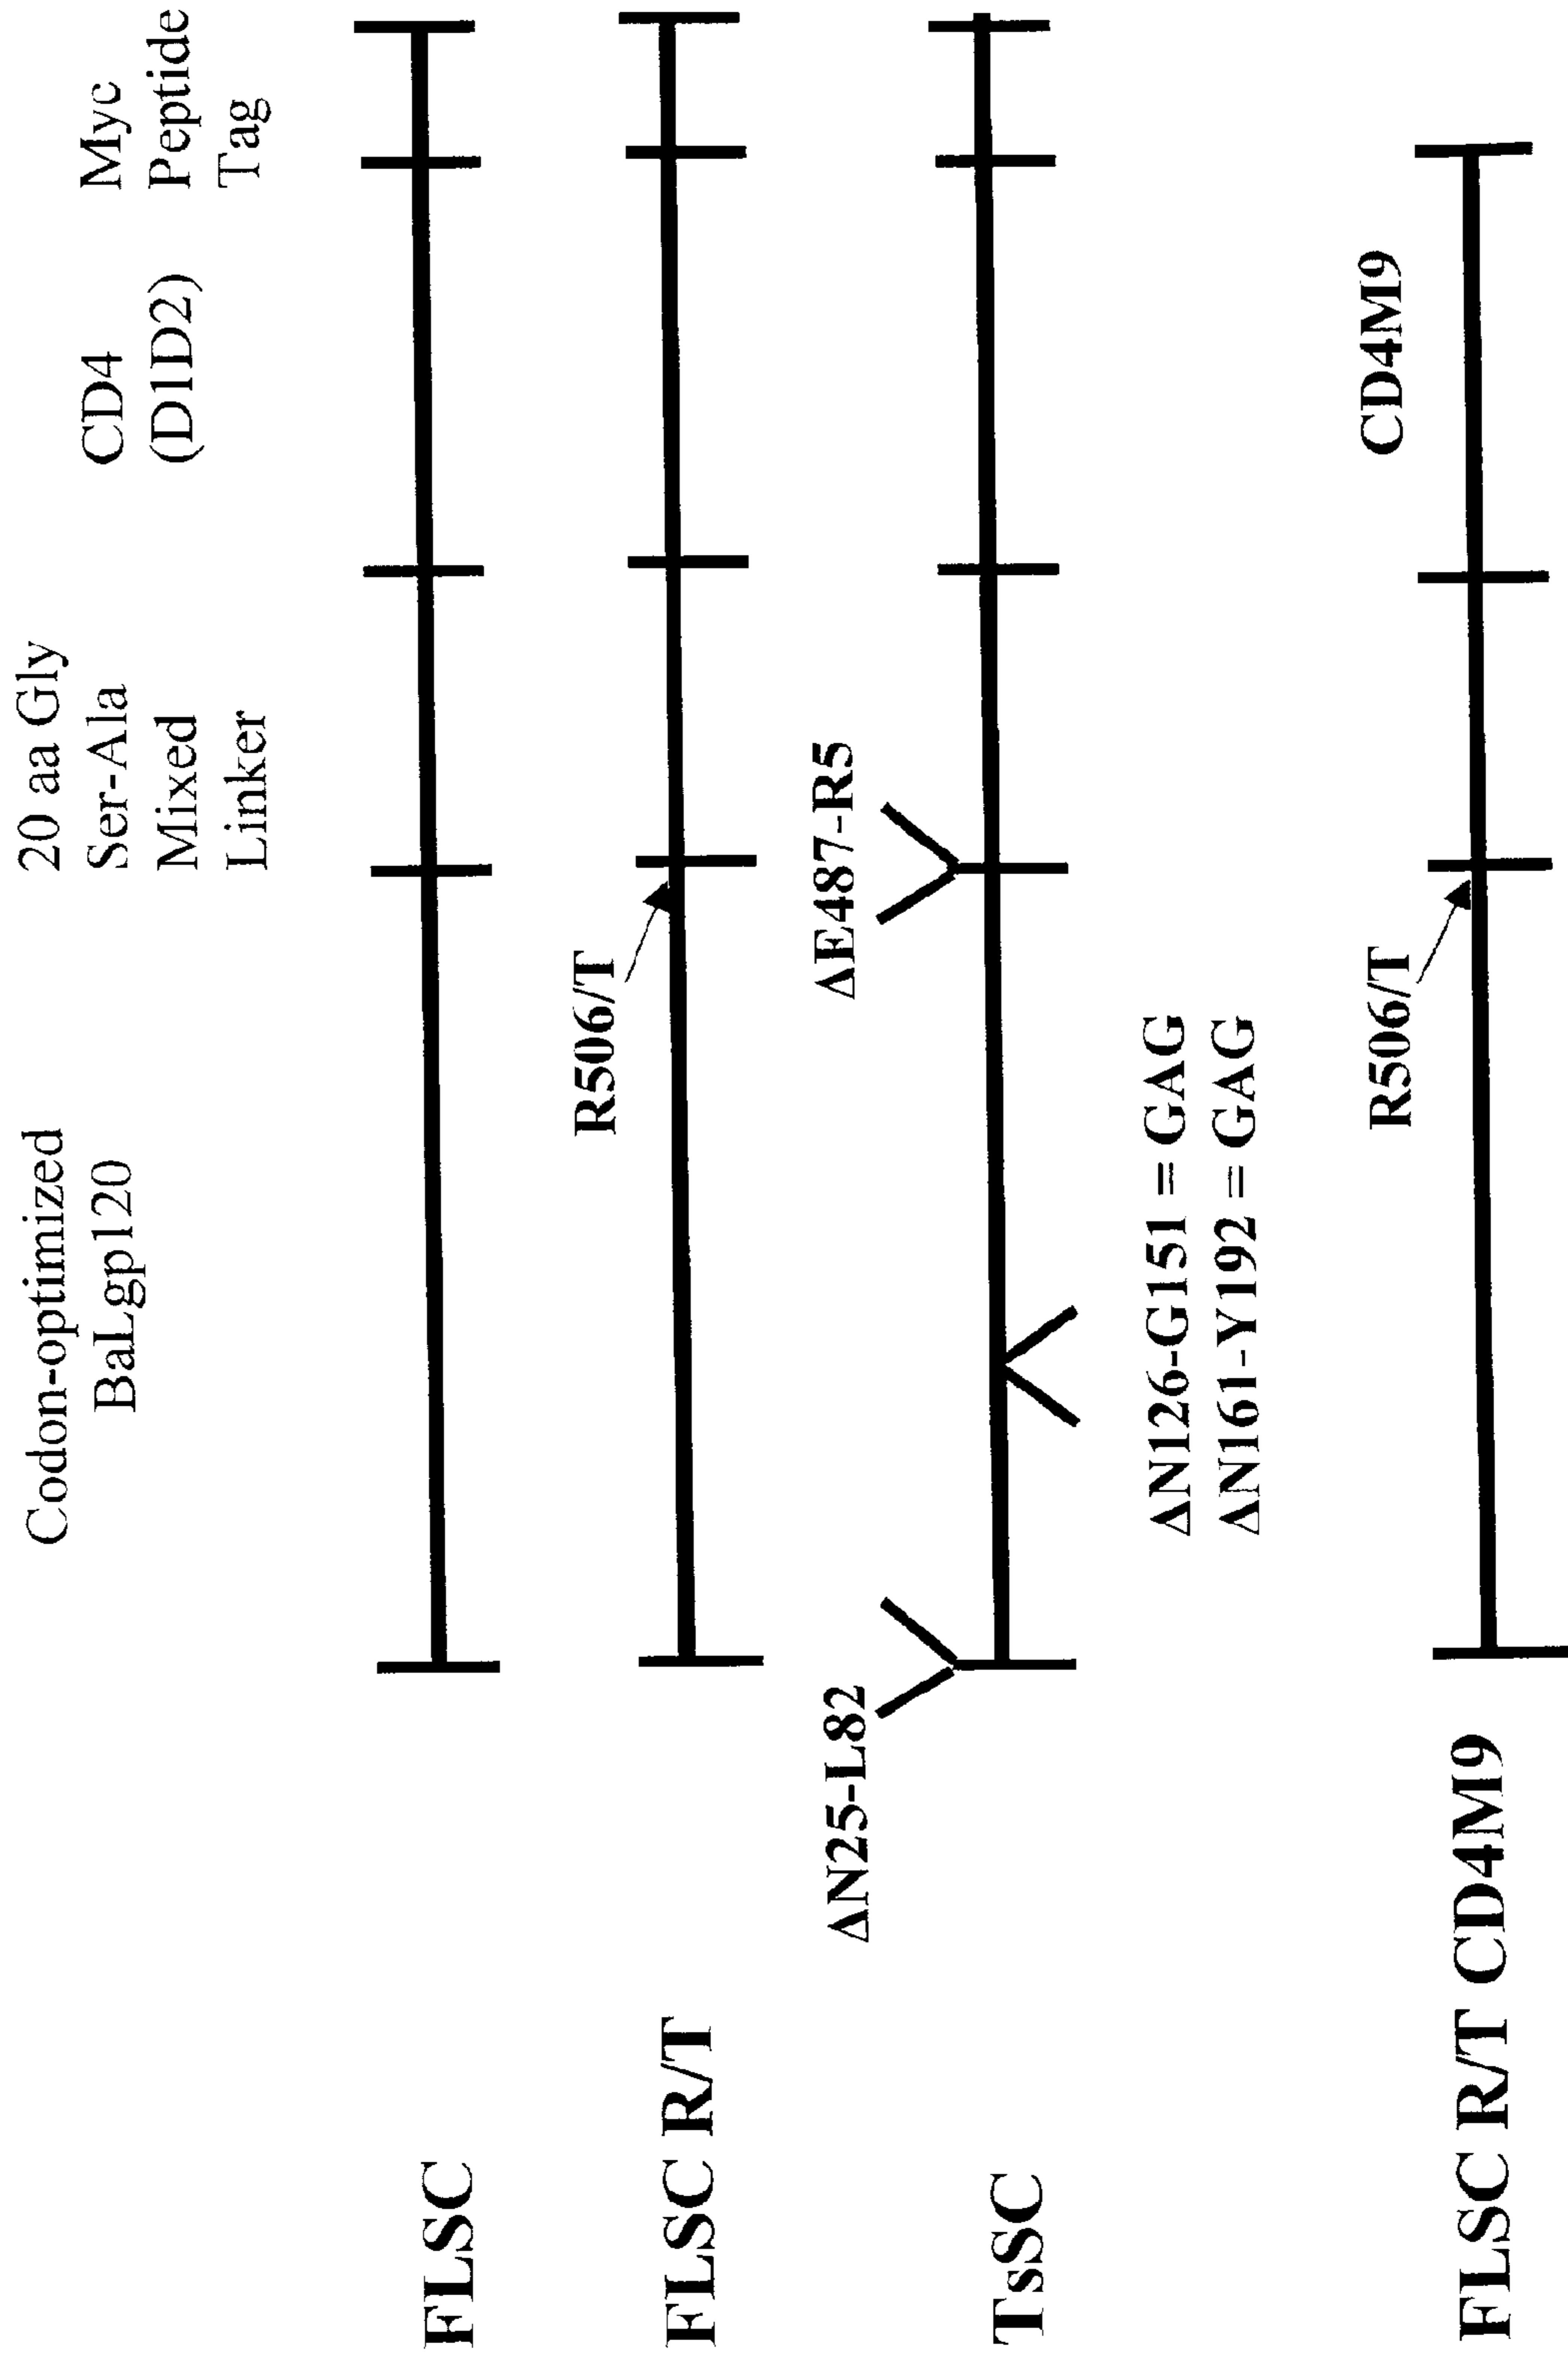 Codon-optimized
BaLgp120
20 aa Gly
Ser-Ala
Mixed
Linker
CD4
(D1D2)
Myc
Peptide
Tag
FLSC
FLSC R/T
R506/T
TsSC
ΔN25-L82
ΔE487-R5
ΔN126-G151 = GAG
ΔN161-Y192 = GAG
FLSC R/T CD4M9
R506/T
CD4M9